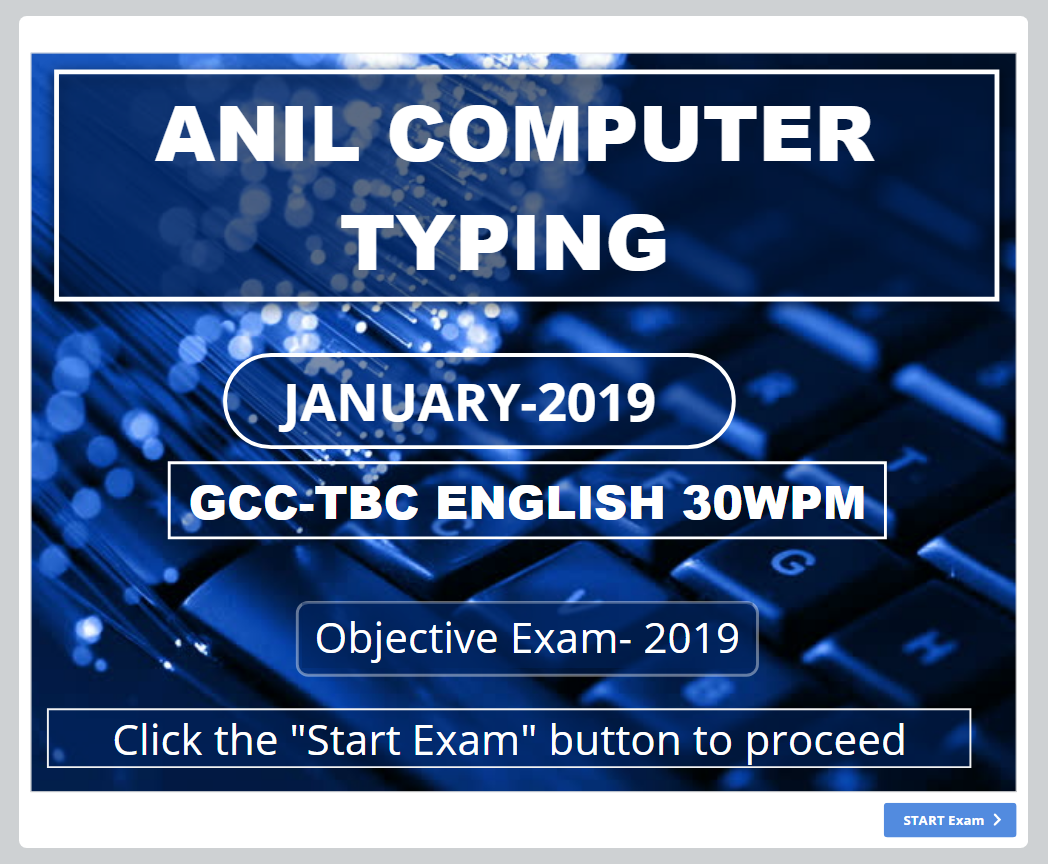 ANIL COMPUTER
TYPING
JANUARY-2019
GCC-TBC ENGLISH 30WPM
Objective Exam- 2019
Click the "Start Exam" button to proceed
START Exam